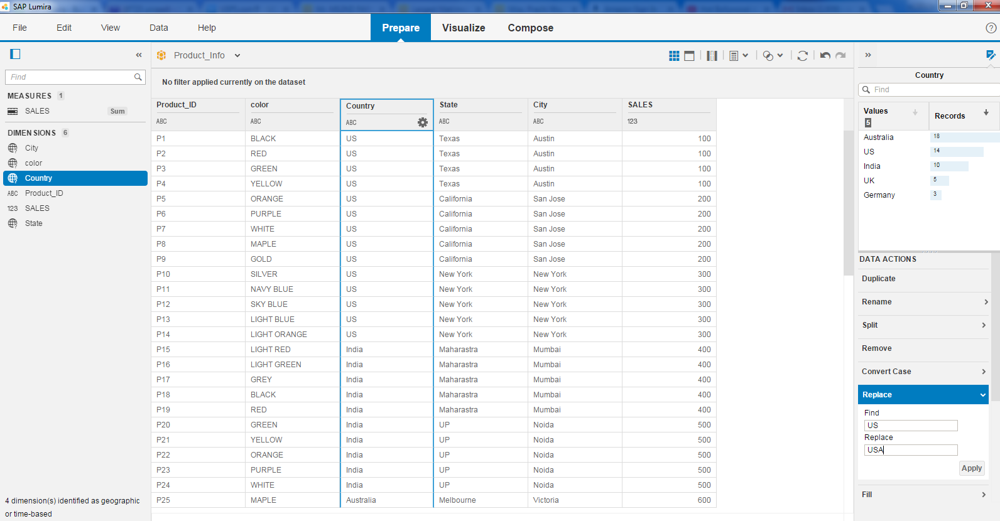 SAP Lumira
File Edit View Data Help Prepare Visualize Compose
Product_Info
Find
No filter applied currently on the dataset
MEASURES 1
SALES Sum
DIMENSIONS 6
City
color
Country
ABC Product_ID
123 SALES
State
4 dimension(s) identified as geographic
or time-based
Product_ID color Country State City SALES
ABC ABC ABC ABC ABC 123
P1 BLACK US Texas Austin 100
P2 RED US Texas Austin 100
P3 GREEN US Texas Austin 100
P4 YELLOW US Texas Austin 100
P5 ORANGE US California San Jose 200
P6 PURPLE US California San Jose 200
P7 WHITE US California San Jose 200
P8 MAPLE US California San Jose 200
P9 GOLD US California San Jose 200
P10 SILVER US New York New York 300
P11 NAVY BLUE US New York New York 300
P12 SKY BLUE US New York New York 300
P13 LIGHT BLUE US New York New York 300
P14 LIGHT ORANGE US New York New York 300
P15 LIGHT RED India Maharastra Mumbai 400
P16 LIGHT GREEN India Maharastra Mumbai 400
P17 GREY India Maharastra Mumbai 400
P18 BLACK India Maharastra Mumbai 400
P19 RED India Maharastra Mumbai 400
P20 GREEN India UP Noida 500
P21 YELLOW India UP Noida 500
P22 ORANGE India UP Noida 500
P23 PURPLE India UP Noida 500
P24 WHITE India UP Noida 500
P25 MAPLE Australia Melbourne Victoria 600
Country
Find
Values Records
5
Australia 18
US 14
India 10
UK 5
Germany 3
DATA ACTIONS
Duplicate
Rename
Split
Remove
Convert Case
Replace
Find
US
Replace
USA
Apply
Fill